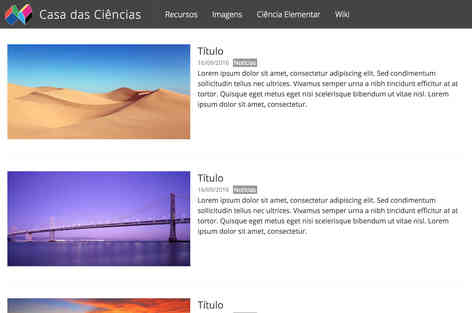 Casa das Ciências
Recursos Imagens Ciência Elementar Wiki
Título
16/09/2016 Notícias
Lorem ipsum dolor sit amet, consectetur adipiscing elit. Sed condimentum
sollicitudin tellus nec ultrices. Vivamus semper urna a nibh tincidunt efficitur at at
tortor. Quisque eget metus eget nisi scelerisque bibendum ut vitae nisl. Lorem
ipsum dolor sit amet, consectetur.
Título
16/09/2016 Notícias
Lorem ipsum dolor sit amet, consectetur adipiscing elit. Sed condimentum
sollicitudin tellus nec ultrices. Vivamus semper urna a nibh tincidunt efficitur at at
tortor. Quisque eget metus eget nisi scelerisque bibendum ut vitae nisl. Lorem
ipsum dolor sit amet, consectetur.
Título